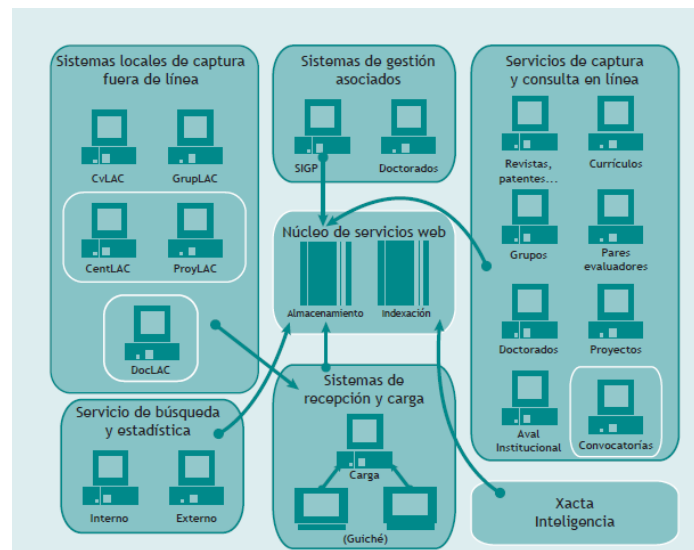 Sistemas locales de captura
fuera de línea
CvLAC
GrupLAC
CentLAC
ProyLAC
DocLAC
Sistemas de gestión
asociados
SIGP
Doctorados
Servicios de captura
y consulta en línea
Revistas,
patentes...
Currículos
Grupos
Pares
evaluadores
Doctorados
Proyectos
Aval
Institucional
Convocatorías
Núcleo de servicios web
Almacenamiento
Indexación
Servicio de búsqueda
y estadística
Interno
Externo
Sistemas de
recepción y carga
Carga
(Guiché)
Xacta
Inteligencia